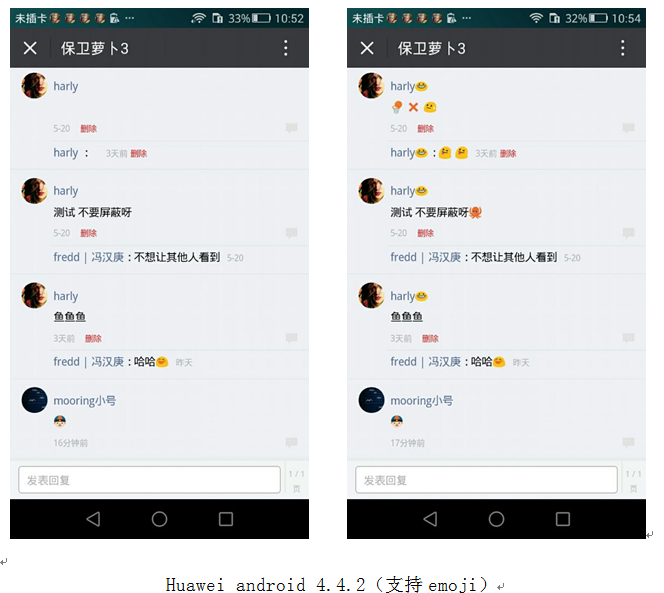 未插卡 33% 10:52
保卫萝卜3
harly
5-20 删除
harly : 3天前 删除
harly
测试 不要屏蔽呀
5-20 删除
fredd | 冯汉庚 : 不想让其他人看到 5-20
harly
鱼鱼鱼
3天前 删除
fredd | 冯汉庚 : 哈哈🤗 昨天
mooring小号
16分钟前
发表回复
1 / 1
页
未插卡 32% 10:54
保卫萝卜3
harly
5-20 删除
harly : 3天前 删除
harly
测试 不要屏蔽呀
5-20 删除
fredd | 冯汉庚 : 不想让其他人看到 5-20
harly
鱼鱼鱼
3天前 删除
fredd | 冯汉庚 : 哈哈🤗 昨天
mooring小号
17分钟前
发表回复
1 / 1
页
Huawei android 4.4.2（支持emoji）